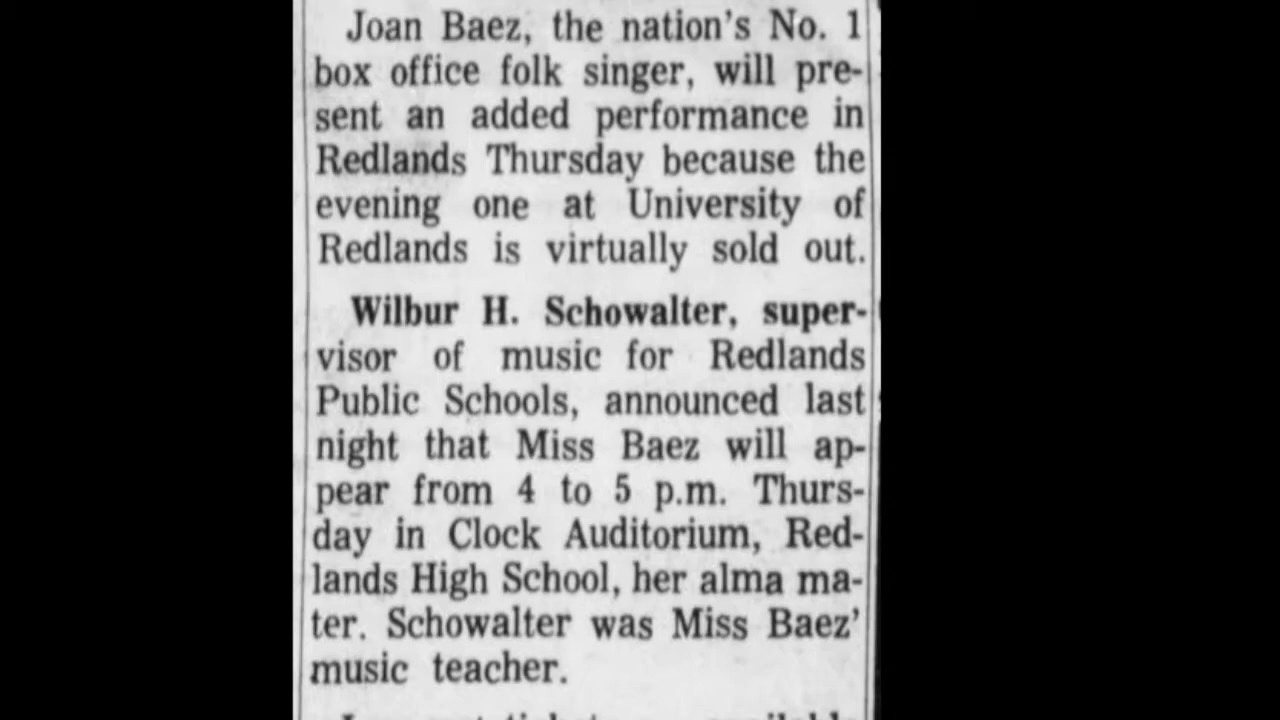 Joan Baez, the nation's No. 1
box office folk singer, will pre-
sent an added performance in
Redlands Thursday because the
evening one at University of
Redlands is virtually sold out.
Wilbur H. Schowalter, super-
visor of music for Redlands
Public Schools, announced last
night that Miss Baez will ap-
pear from 4 to 5 p.m. Thurs-
day in Clock Auditorium, Red-
lands High School, her alma ma-
ter. Schowalter was Miss Baez'
music teacher.